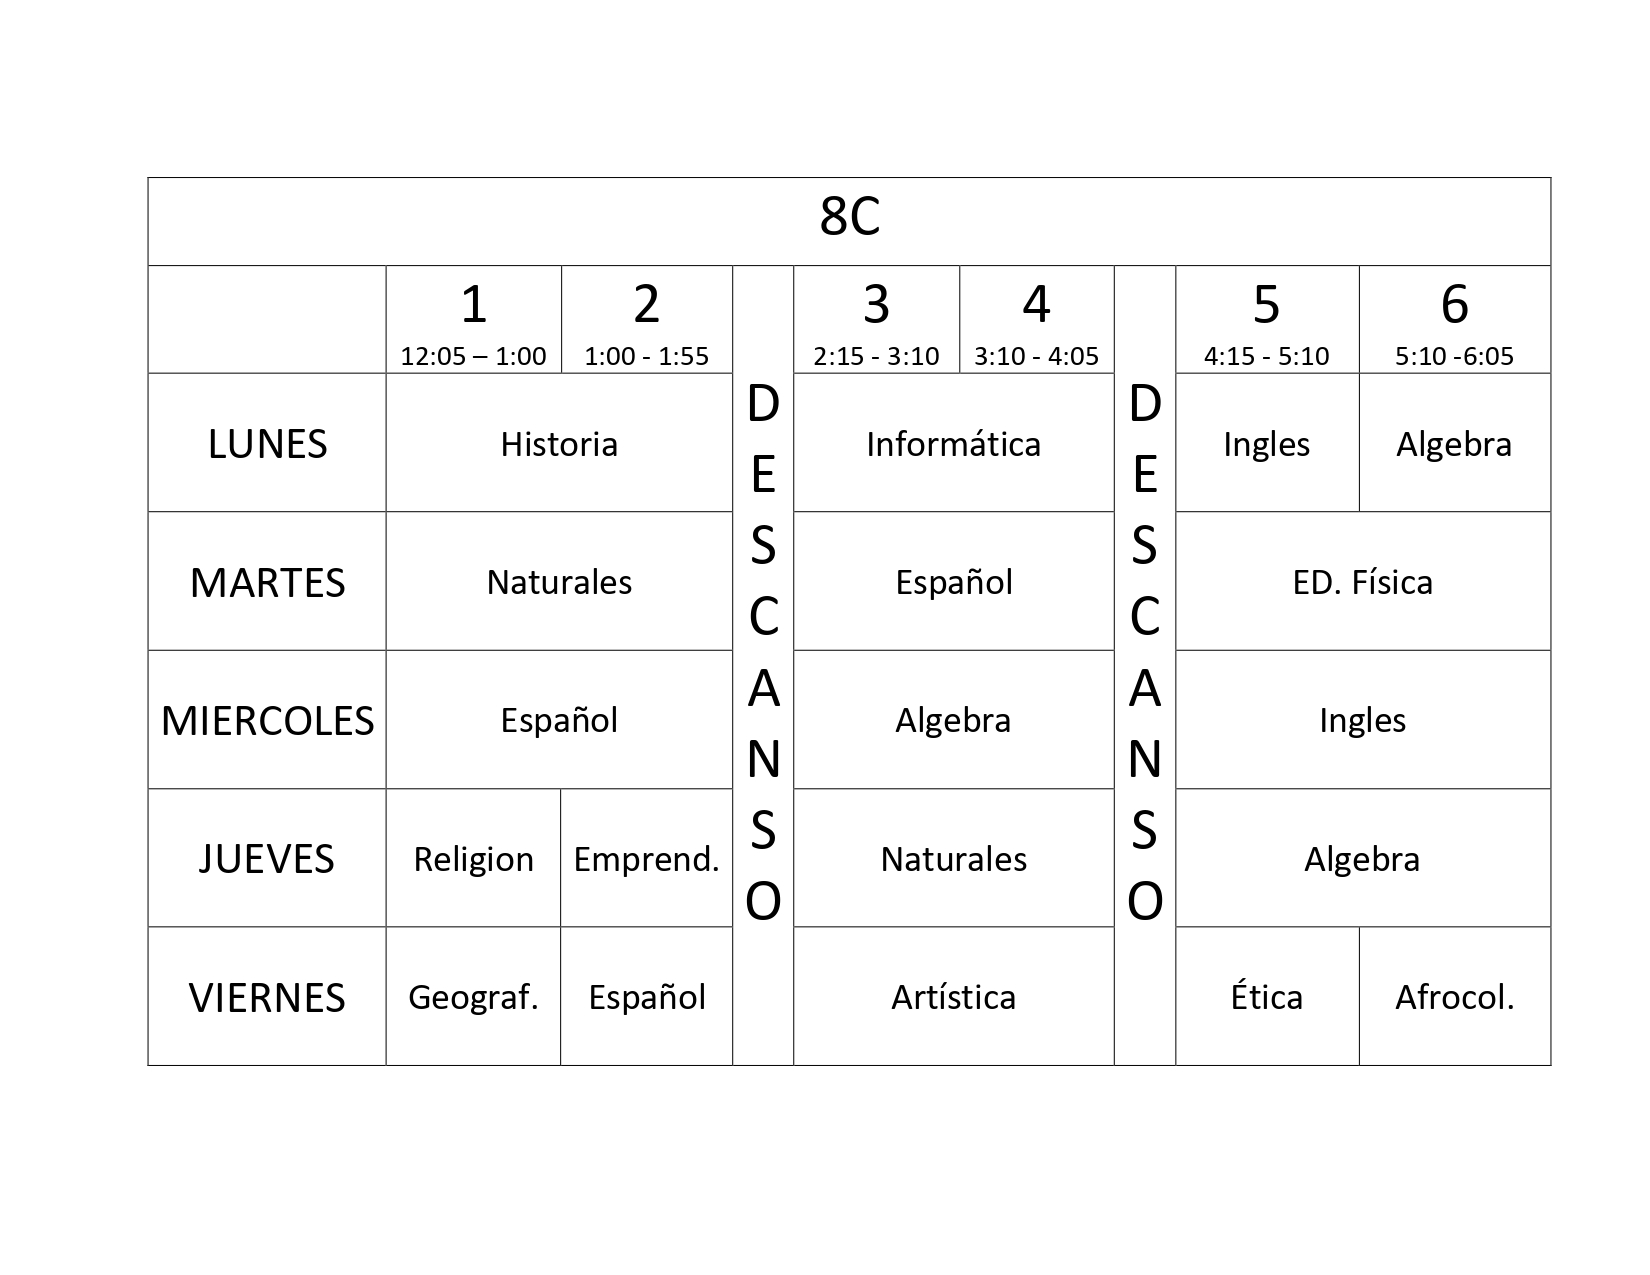 8C
1 2 3 4 5 6
12:05 – 1:00 1:00 - 1:55 2:15 - 3:10 3:10 - 4:05 4:15 - 5:10 5:10 -6:05
DESCANSO
DESCANSO
LUNES Historia Informática Ingles Algebra
MARTES Naturales Español ED. Física
MIERCOLES Español Algebra Ingles
JUEVES Religion Emprend. Naturales Algebra
VIERNES Geograf. Español Artística Ética Afrocol.